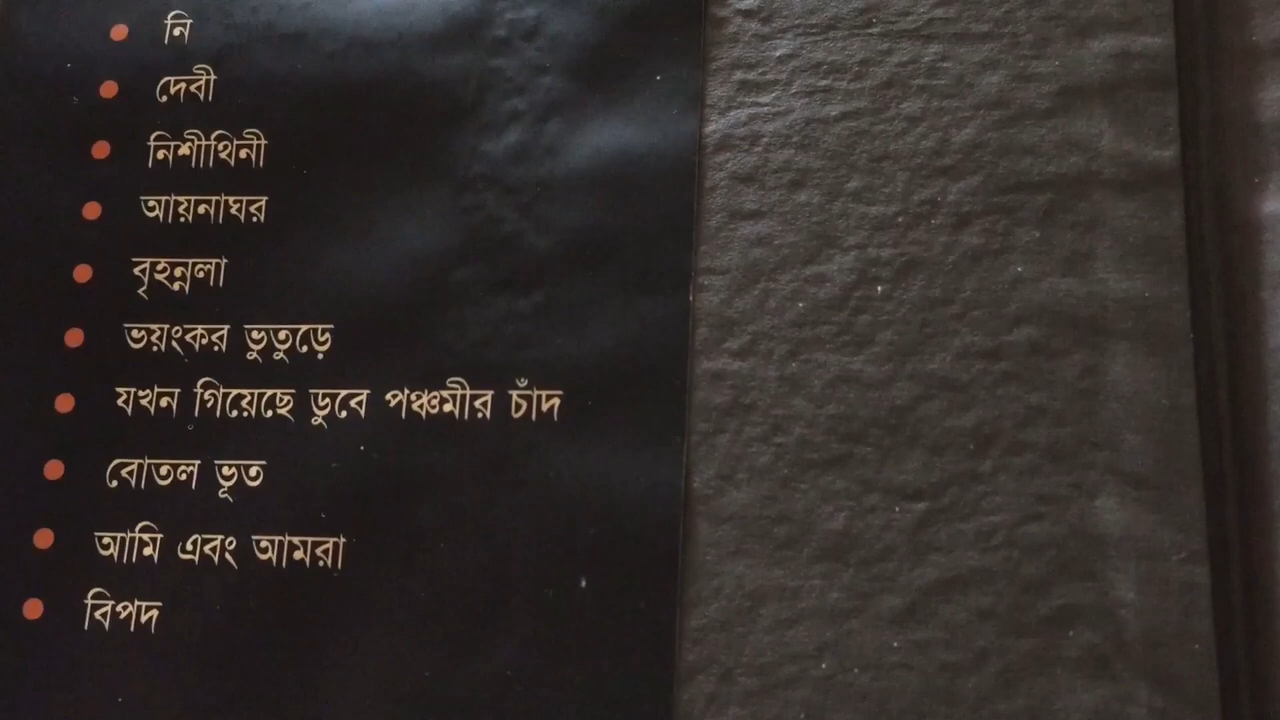 নি
দেবী
নিশীথিনী
আয়নাঘর
বৃহন্নলা
ভয়ংকর ভুতুড়ে
যখন গিয়েছে ডুবে পঞ্চমীর চাঁদ
বোতল ভূত
আমি এবং আমরা
বিপদ